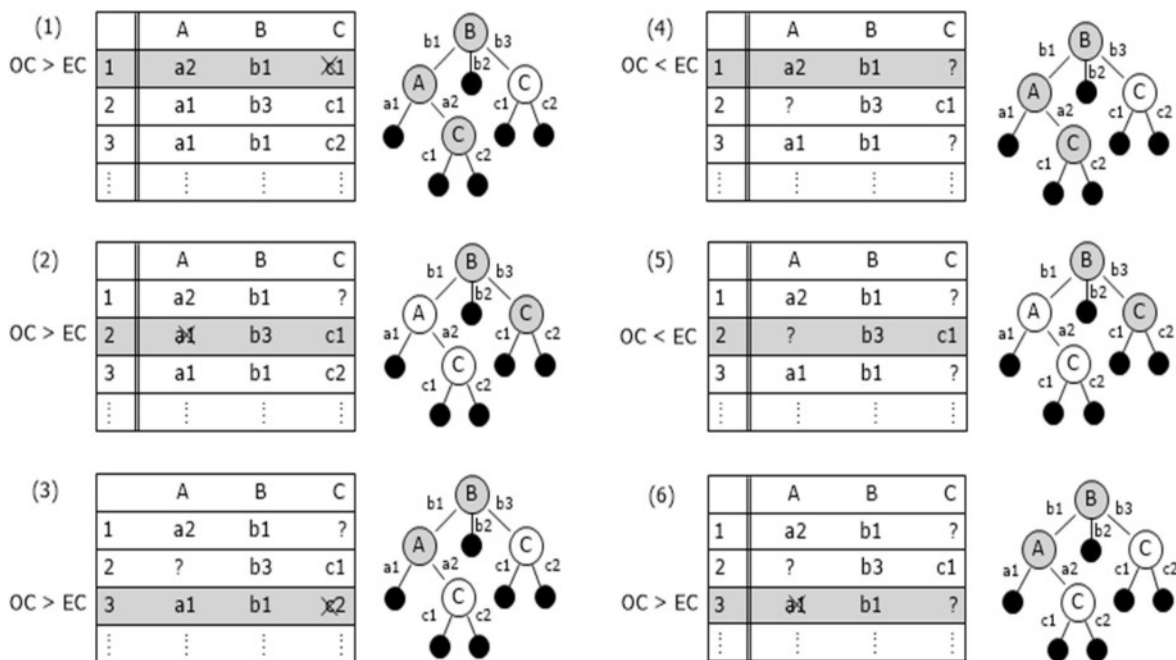 (1)
A B C
OC > EC 1 a2 b1 c1
2 a1 b3 c1
3 a1 b1 c2
⋮ ⋮ ⋮ ⋮
B
b1 b3
b2
A C
a1 a2 c1 c2
C
c1 c2
(2)
A B C
1 a2 b1 ?
OC > EC 2 a1 b3 c1
3 a1 b1 c2
⋮ ⋮ ⋮ ⋮
B
b1 b3
b2
A C
a1 a2 c1 c2
C
c1 c2
(3)
A B C
1 a2 b1 ?
2 ? b3 c1
OC > EC 3 a1 b1 c2
⋮ ⋮ ⋮ ⋮
B
b1 b3
b2
A C
a1 a2 c1 c2
C
c1 c2
(4)
A B C
OC < EC 1 a2 b1 ?
2 ? b3 c1
3 a1 b1 ?
⋮ ⋮ ⋮ ⋮
B
b1 b3
b2
A C
a1 a2 c1 c2
C
c1 c2
(5)
A B C
1 a2 b1 ?
OC < EC 2 ? b3 c1
3 a1 b1 ?
⋮ ⋮ ⋮ ⋮
B
b1 b3
b2
A C
a1 a2 c1 c2
C
c1 c2
(6)
A B C
1 a2 b1 ?
2 ? b3 c1
OC > EC 3 a1 b1 ?
⋮ ⋮ ⋮ ⋮
B
b1 b3
b2
A C
a1 a2 c1 c2
C
c1 c2